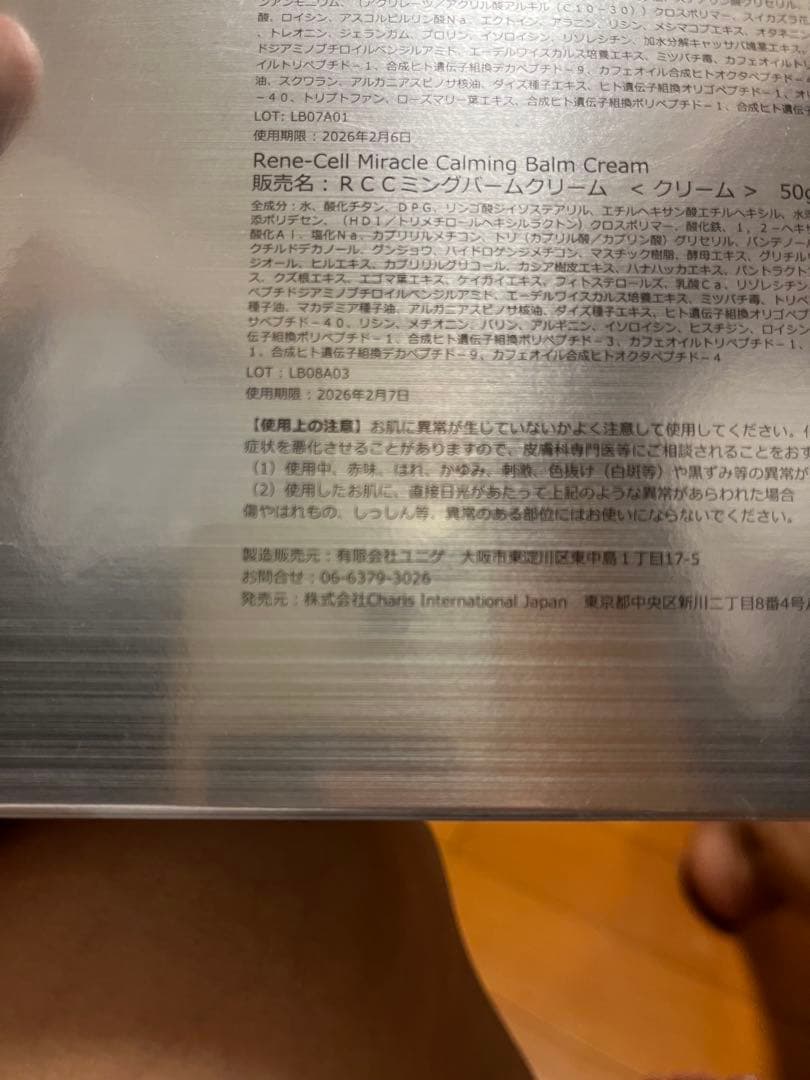 ンアンモニウム、（アクリレーツ／アクリル酸アルキル（Ｃ１０－３０））クロスポリマー、スイカズラ花
酸、ロイシン、アスコルビルリン酸Ｎａ、エクトイン、アラニン、リシン、メシマコブエキス、オタネニン
、トレオニン、ジェランガム、プロリン、イソロイシン、リゾレシチン、加水分解キャッサバ塊茎エキス、
ドジアミノブチロイルベンジルアミド、エーデルワイスカルス培養エキス、ミツバチ毒、カフェオイルトリ
イルトリペプチド－１、合成ヒト遺伝子組換デカペプチド－９、カフェオイル合成ヒトオクタペプチド－４
油、スクワラン、アルガニアスピノサ核油、ダイズ種子エキス、ヒト遺伝子組換オリゴペプチド－１、オリ
－４０、トリプトファン、ローズマリー葉エキス、合成ヒト遺伝子組換ポリペプチド－１、合成ヒト遺伝子
LOT: LB07A01
使用期限：2026年2月6日
Rene-Cell Miracle Calming Balm Cream
販売名：ＲＣＣミングバームクリーム ＜クリーム＞ 50g
全成分：水、酸化チタン、ＤＰＧ、リンゴ酸ジイソステアリル、エチルヘキサン酸エチルヘキシル、水
添ポリデセン、（ＨＤＩ／トリメチロールヘキシルラクトン）クロスポリマー、酸化鉄、１，２－ヘキサ
酸化Ａｌ、塩化Ｎａ、カプリリルメチコン、トリ（カプリル酸／カプリン酸）グリセリル、パンテノー
クチルドデカノール、グンジョウ、ハイドロゲンジメチコン、マスチック樹脂、酵母エキス、グリチル
ジオール、ヒルエキス、カプリリルグリコール、カシア樹皮エキス、ハナハッカエキス、パントラクト
ス、クズ根エキス、エゴマ葉エキス、ケイガイエキス、フィトステロールズ、乳酸Ｃａ、リゾレシチン、
ペプチドジアミノブチロイルベンジルアミド、エーデルワイスカルス培養エキス、ミツバチ毒、トリペ
種子油、マカデミア種子油、アルガニアスピノサ核油、ダイズ種子エキス、ヒト遺伝子組換オリゴペプ
サペプチド－４０、リシン、メチオニン、バリン、アルギニン、イソロイシン、ヒスチジン、ロイシン
伝子組換ポリペプチド－１、合成ヒト遺伝子組換ポリペプチド－３、カフェオイルトリペプチド－１、
１、合成ヒト遺伝子組換デカペプチド－９、カフェオイル合成ヒトオクタペプチド－４
LOT：LB08A03
使用期限：2026年2月7日
【使用上の注意】お肌に異常が生じていないかよく注意して使用してください。
症状を悪化させることがありますので、皮膚科専門医等にご相談されることをおす
（1）使用中、赤味、はれ、かゆみ、刺激、色抜け（白斑等）や黒ずみ等の異常が
（2）使用したお肌に、直接日光があたって上記のような異常があらわれた場合
傷やはれもの、しっしん等、異常のある部位にはお使いにならないでください。
製造販売元：有限会社ユニゲ 大阪市東淀川区東中島１丁目17-5
お問合せ：06-6379-3026
発売元：株式会社Charis International Japan 東京都中央区新川二丁目8番4号